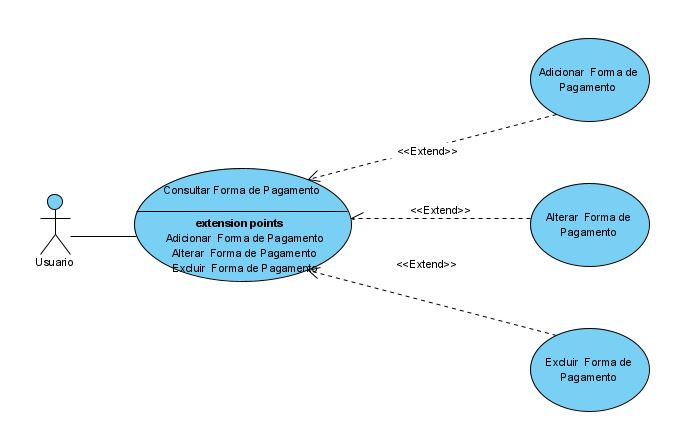 Adicionar Forma de
Pagamento
<<Extend>>
Consultar Forma de Pagamento
extension points
Adicionar Forma de Pagamento
Alterar Forma de Pagamento
Excluir Forma de Pagamento
<<Extend>>
Alterar Forma de
Pagamento
Usuario
<<Extend>>
Excluir Forma de
Pagamento